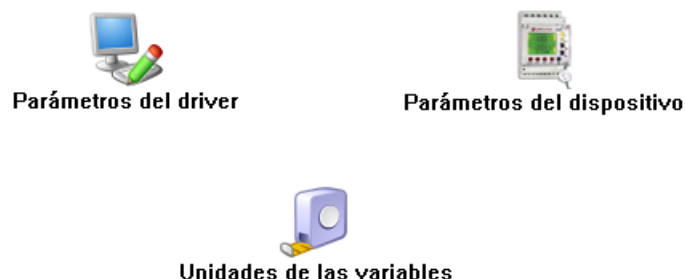 Parámetros del driver
Parámetros del dispositivo
Unidades de las variables